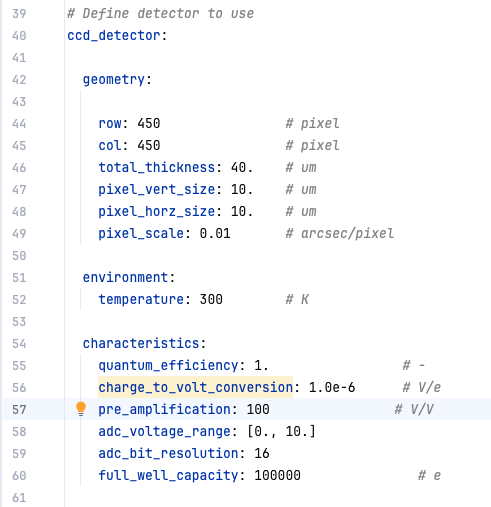 39 # Define detector to use
40 ccd_detector:
41
42 geometry:
43
44 row: 450 # pixel
45 col: 450 # pixel
46 total_thickness: 40. # um
47 pixel_vert_size: 10. # um
48 pixel_horz_size: 10. # um
49 pixel_scale: 0.01 # arcsec/pixel
50
51 environment:
52 temperature: 300 # K
53
54 characteristics:
55 quantum_efficiency: 1. # -
56 charge_to_volt_conversion: 1.0e-6 # V/e
57 pre_amplification: 100 # V/V
58 adc_voltage_range: [0., 10.]
59 adc_bit_resolution: 16
60 full_well_capacity: 100000 # e
61